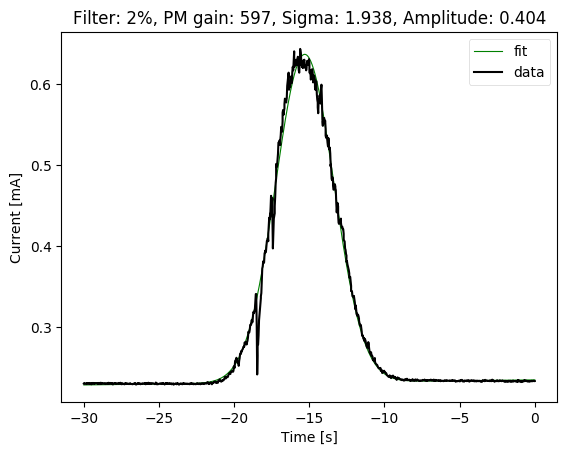 Filter: 2%, PM gain: 597, Sigma: 1.938, Amplitude: 0.404
fit
data
0.6
0.5
0.4
0.3
Current [mA]
−30 −25 −20 −15 −10 −5 0
Time [s]